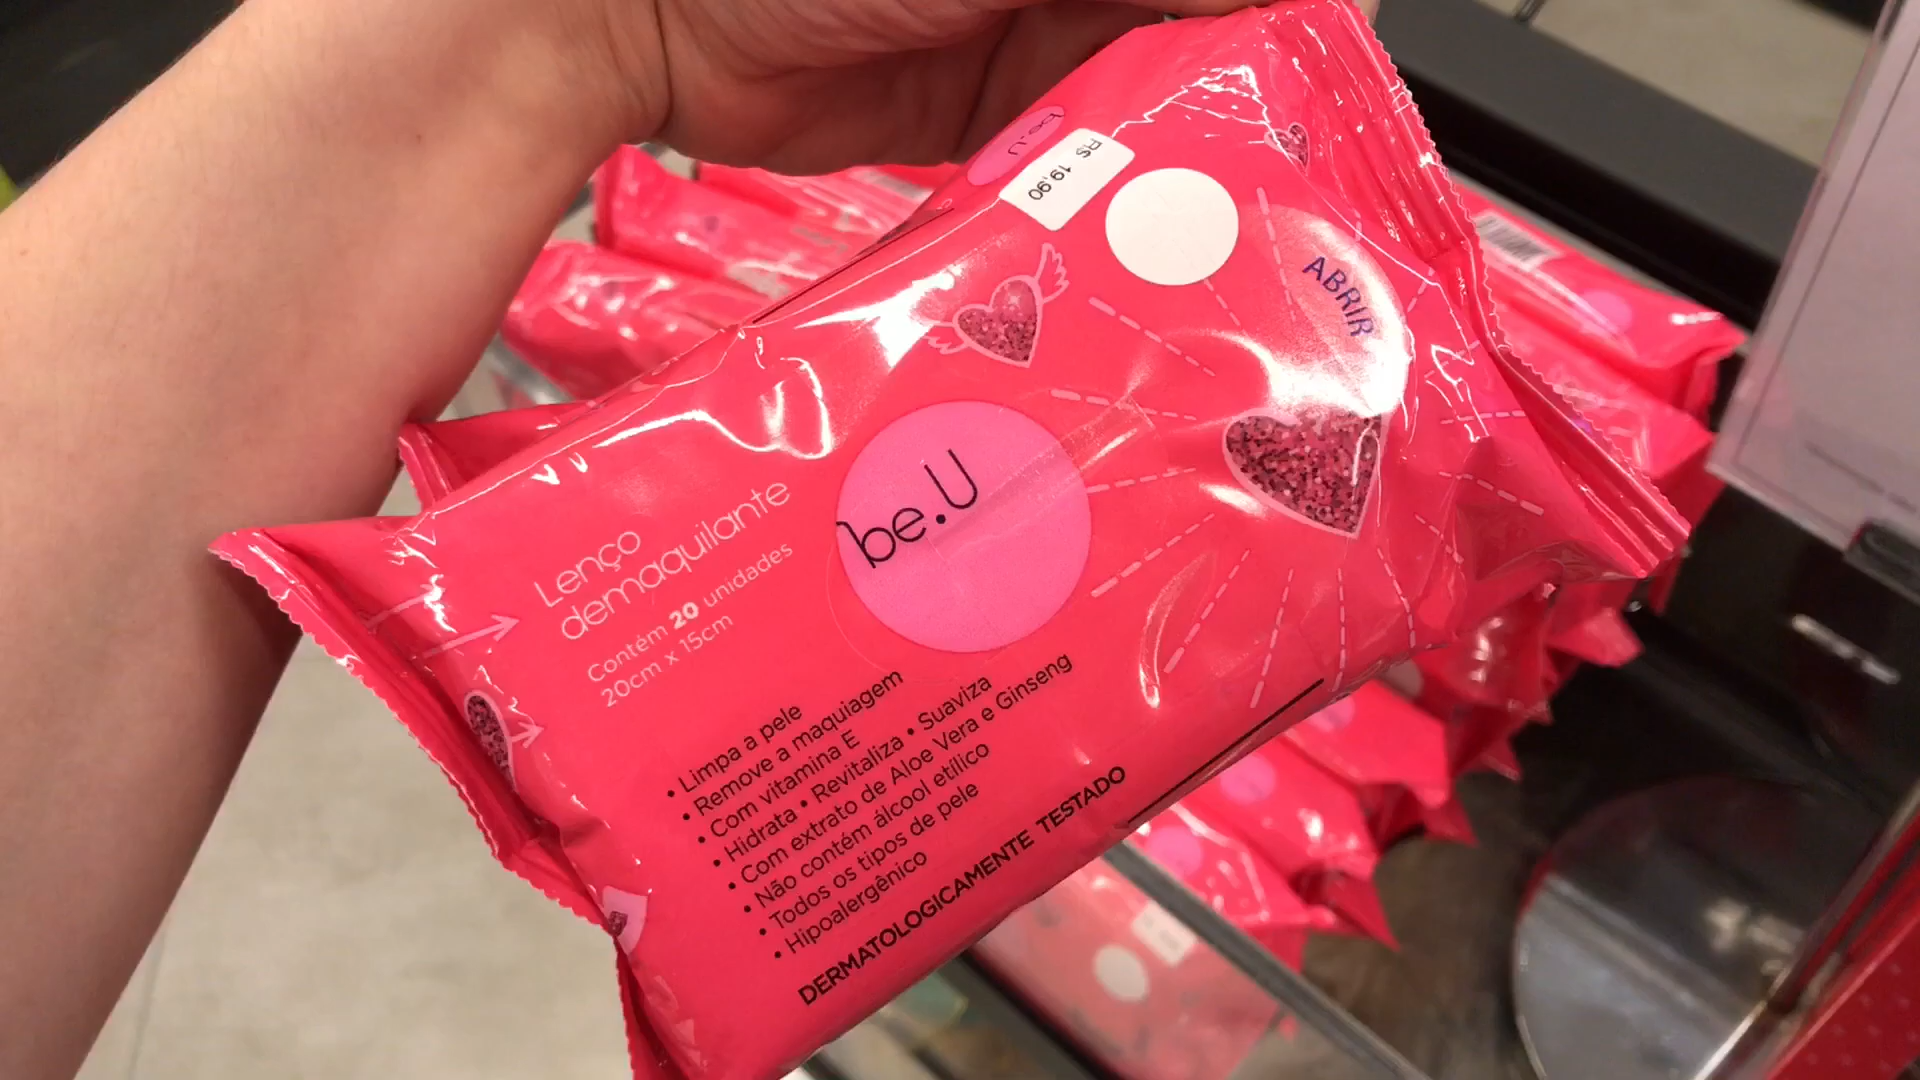 be.U
R$ 19,90
ABRIR
be.U
Lenço
demaquilante
Contém 20 unidades
20cm x 15cm
• Limpa a pele
• Remove a maquiagem
• Com vitamina E
• Hidrata • Revitaliza • Suaviza
• Com extrato de Aloe Vera e Ginseng
• Não contém álcool etílico
• Todos os tipos de pele
• Hipoalergênico
DERMATOLOGICAMENTE TESTADO